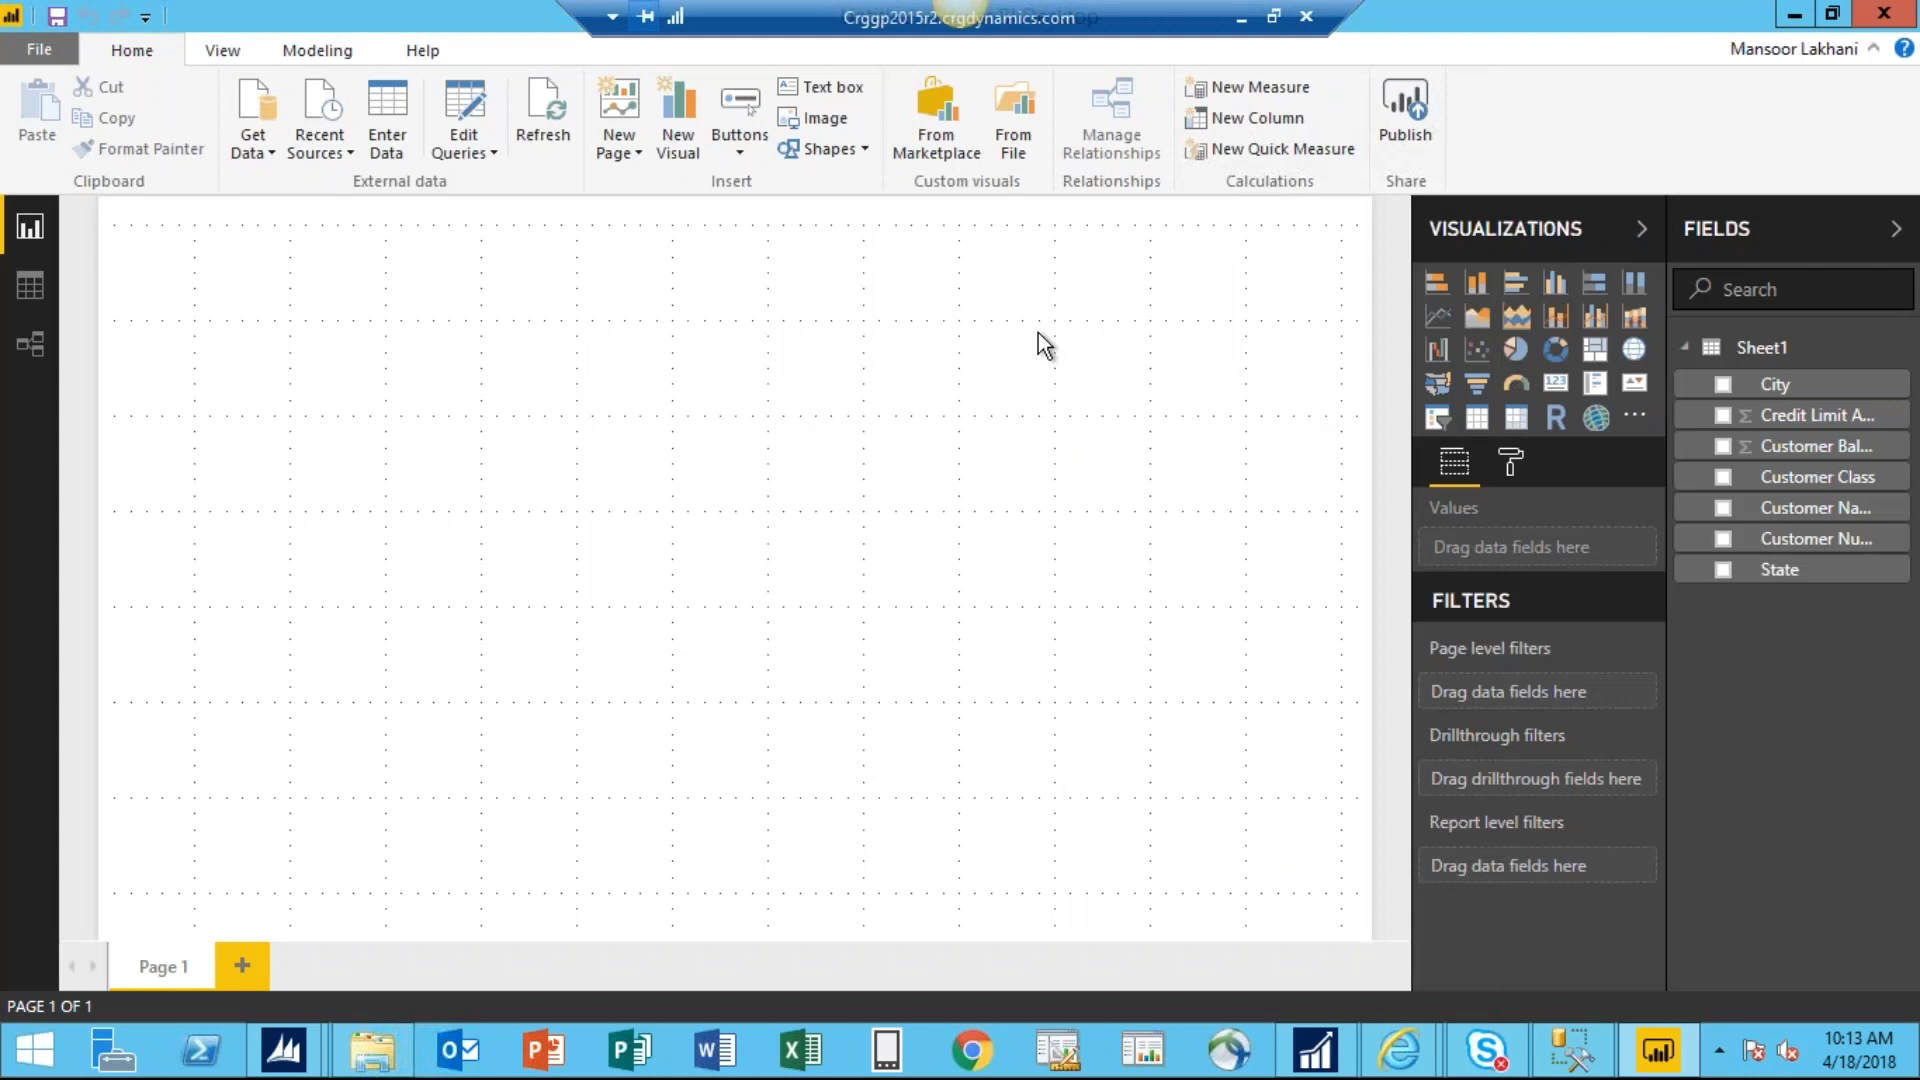 Crggp2015r2.crgdynamics.com
File
Home
View
Modeling
Help
Mansoor Lakhani
Paste
Cut
Copy
Format Painter
Clipboard
Get Data
Recent Sources
Enter Data
Edit Queries
Refresh
External data
New Page
New Visual
Buttons
Text box
Image
Shapes
Insert
From Marketplace
From File
Custom visuals
Manage Relationships
Relationships
New Measure
New Column
New Quick Measure
Calculations
Publish
Share
VISUALIZATIONS
123
R
Values
Drag data fields here
FILTERS
Page level filters
Drag data fields here
Drillthrough filters
Drag drillthrough fields here
Report level filters
Drag data fields here
FIELDS
Search
Sheet1
City
Credit Limit A...
Customer Bal...
Customer Class
Customer Na...
Customer Nu...
State
Page 1
PAGE 1 OF 1
10:13 AM
4/18/2018